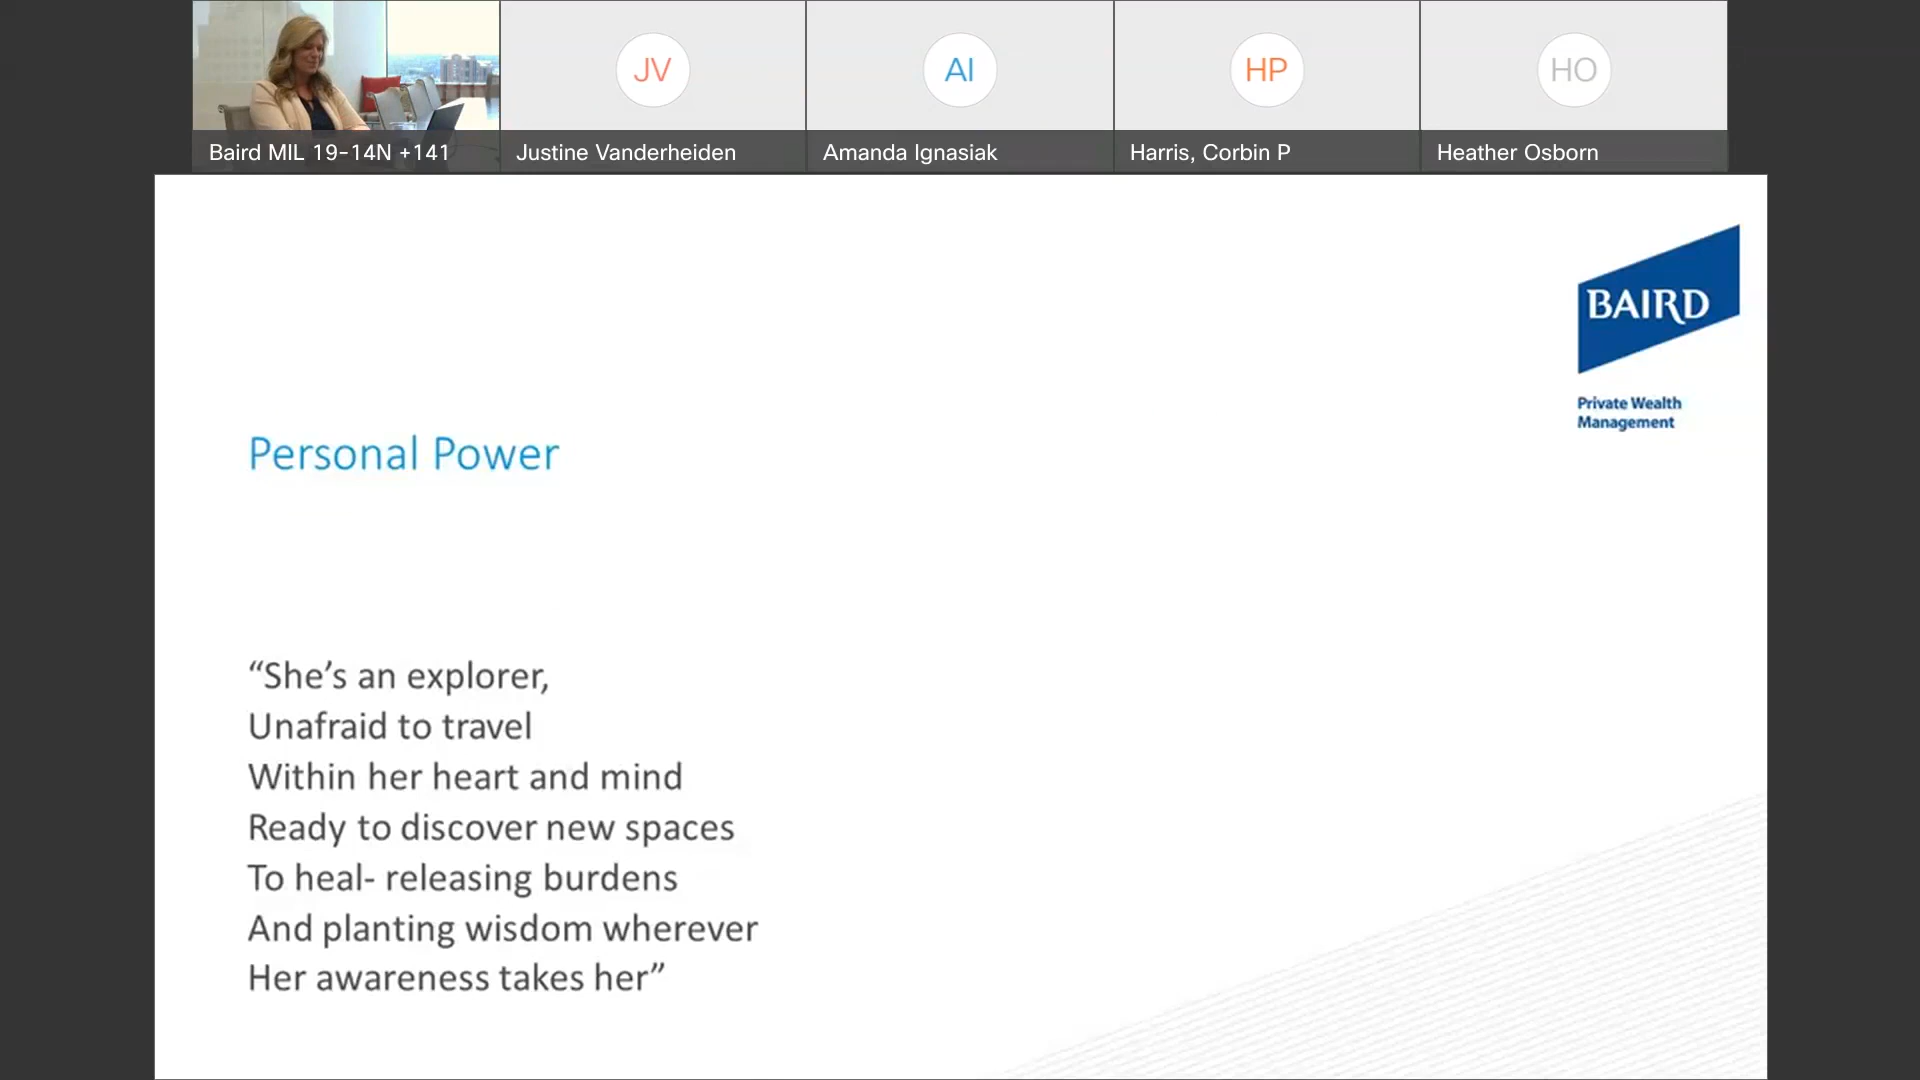 Baird MIL 19-14N +141
JV
Justine Vanderheiden
AI
Amanda Ignasiak
HP
Harris, Corbin P
HO
Heather Osborn
BAIRD
Private Wealth
Management
Personal Power
“She’s an explorer,
Unafraid to travel
Within her heart and mind
Ready to discover new spaces
To heal- releasing burdens
And planting wisdom wherever
Her awareness takes her”